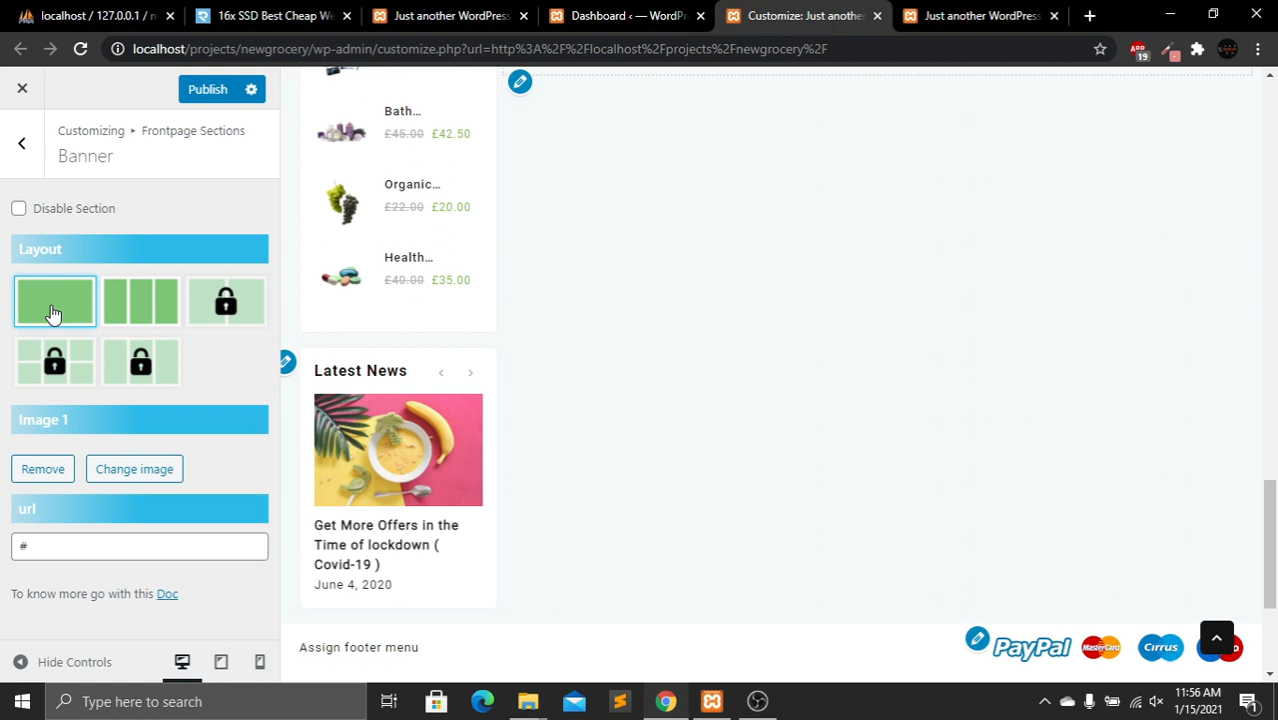 localhost / 127.0.0.1 / n
16x SSD Best Cheap We
Just another WordPress
Dashboard ‹ — WordPr
Customize: Just anothe
Just another WordPress
localhost/projects/newgrocery/wp-admin/customize.php?url=http%3A%2F%2Flocalhost%2Fprojects%2Fnewgrocery%2F
ABP
19
Publish
Customizing ▸ Frontpage Sections
Banner
Disable Section
Layout
Image 1
Remove
Change image
url
#
To know more go with this Doc
Hide Controls
Bath...
£45.00 £42.50
Organic...
£22.00 £20.00
Health...
£40.00 £35.00
Latest News
Get More Offers in the
Time of lockdown (
Covid-19 )
June 4, 2020
Assign footer menu
PayPal
MasterCard
Cirrus
Type here to search
11:56 AM
1/15/2021
1